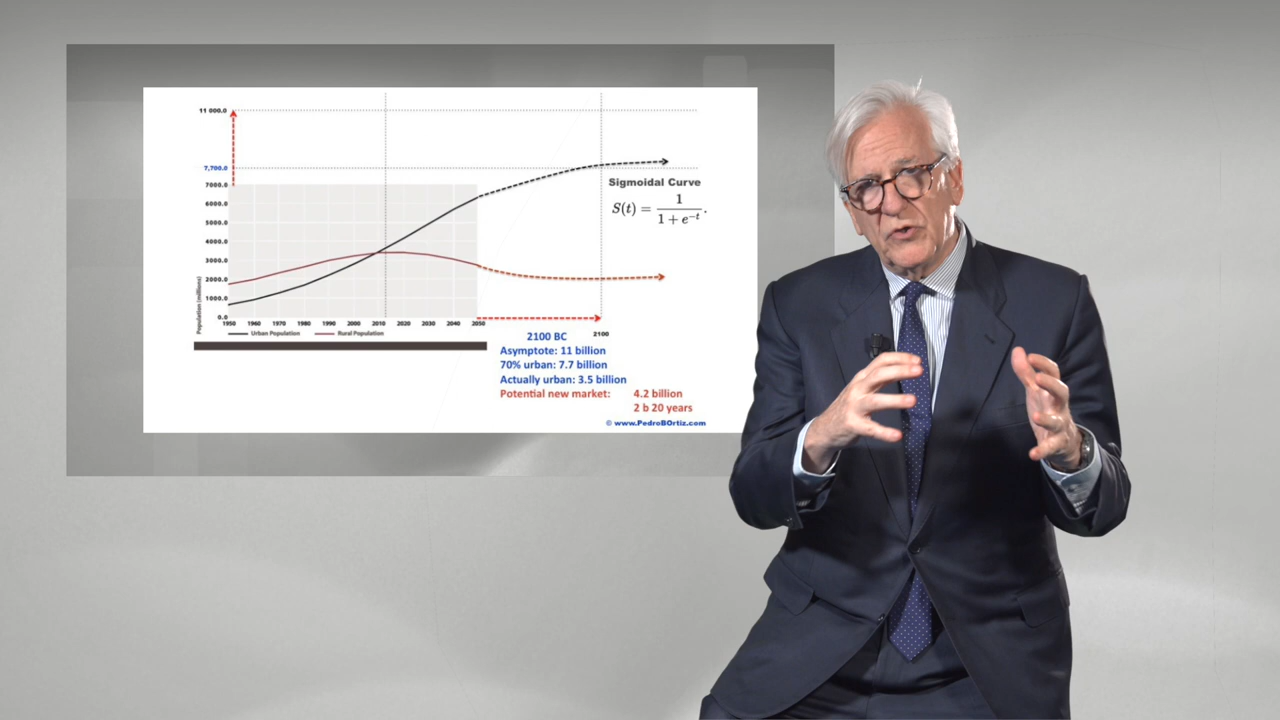 11 000.0
7,700.0
7000.0
6000.0
5000.0
4000.0
3000.0
2000.0
1000.0
0.0
Population (millions)
1950 1960 1970 1980 1990 2000 2010 2020 2030 2040 2050
2100
Urban Population Rural Population
Sigmoidal Curve
S(t) = 1 / 1 + e^-t .
2100 BC
Asymptote: 11 billion
70% urban: 7.7 billion
Actually urban: 3.5 billion
Potential new market: 4.2 billion
2 b 20 years
© www.PedroBOrtiz.com